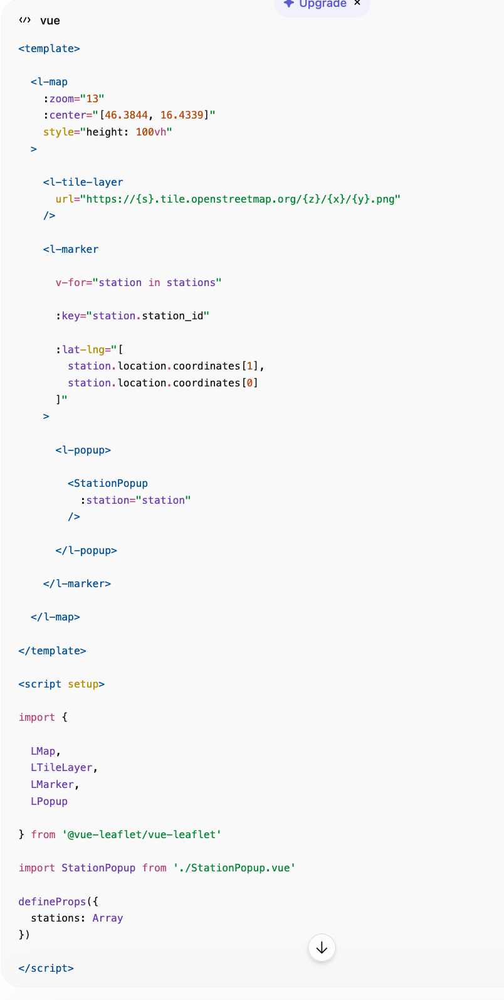 Upgrade ×
vue
<template>
<l-map
:zoom="13"
:center="[46.3844, 16.4339]"
style="height: 100vh"
>
<l-tile-layer
url="https://{s}.tile.openstreetmap.org/{z}/{x}/{y}.png"
/>
<l-marker
v-for="station in stations"
:key="station.station_id"
:lat-lng="[
station.location.coordinates[1],
station.location.coordinates[0]
]"
>
<l-popup>
<StationPopup
:station="station"
/>
</l-popup>
</l-marker>
</l-map>
</template>
<script setup>
import {
LMap,
LTileLayer,
LMarker,
LPopup
} from '@vue-leaflet/vue-leaflet'
import StationPopup from './StationPopup.vue'
defineProps({
stations: Array
})
</script>